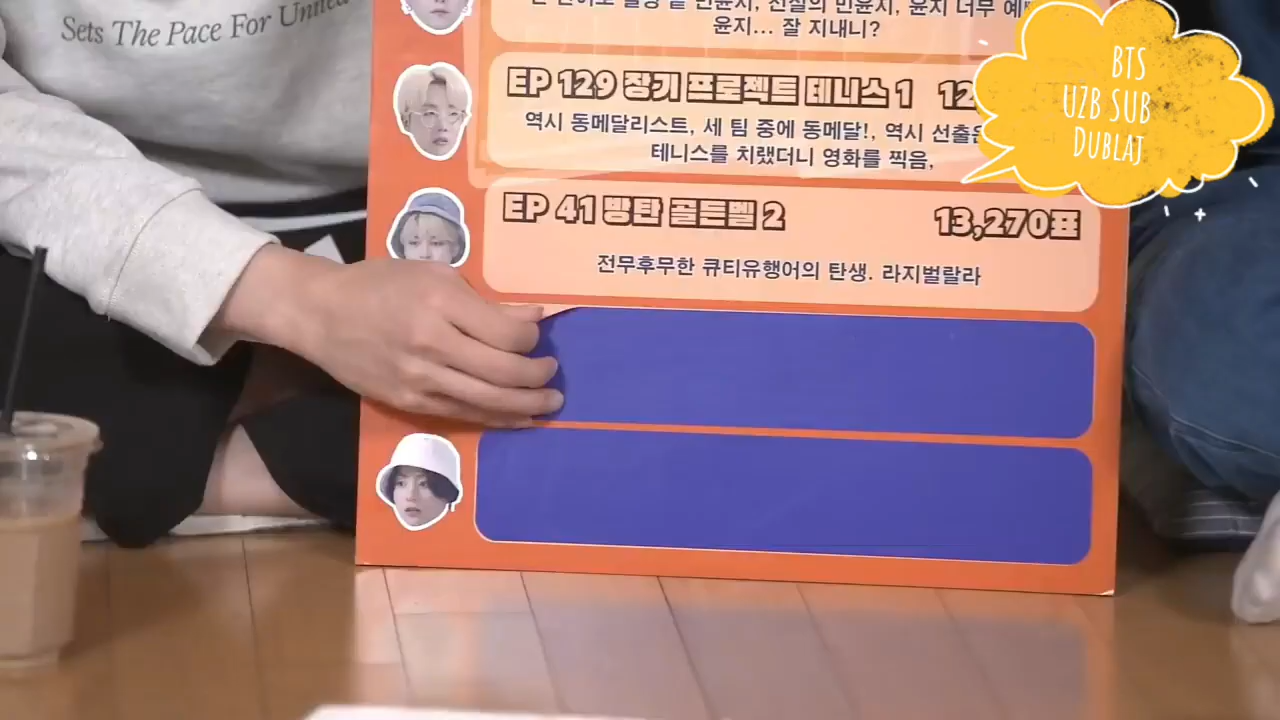 Sets The Pace For United
윤지... 잘 지내니?
EP 129 장기 프로젝트 테니스 1 12
역시 동메달리스트, 세 팀 중에 동메달!, 역시
테니스를 치랬더니 영화를 찍음,
EP 41 방탄 골든벨 2 13,270표
전무후무한 큐티유행어의 탄생. 라지벌랄라
BTS
UZB SUB
DUBLAJ